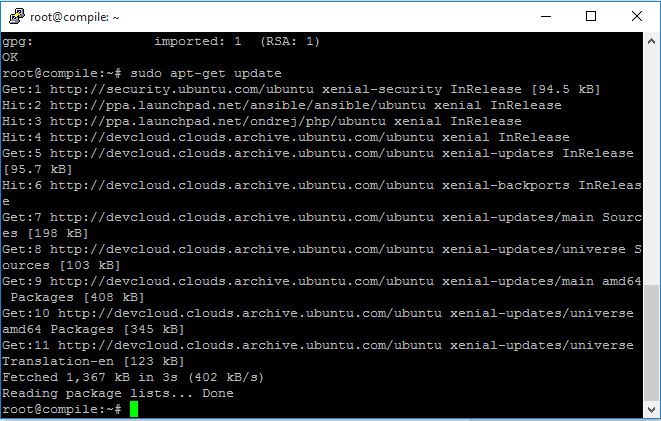 root@compile: ~
gpg:                imported: 1  (RSA: 1)
OK
root@compile:~# sudo apt-get update
Get:1 http://security.ubuntu.com/ubuntu xenial-security InRelease [94.5 kB]
Hit:2 http://ppa.launchpad.net/ansible/ansible/ubuntu xenial InRelease
Hit:3 http://ppa.launchpad.net/ondrej/php/ubuntu xenial InRelease
Hit:4 http://devcloud.clouds.archive.ubuntu.com/ubuntu xenial InRelease
Get:5 http://devcloud.clouds.archive.ubuntu.com/ubuntu xenial-updates InRelease
[95.7 kB]
Hit:6 http://devcloud.clouds.archive.ubuntu.com/ubuntu xenial-backports InReleas
e
Get:7 http://devcloud.clouds.archive.ubuntu.com/ubuntu xenial-updates/main Sourc
es [198 kB]
Get:8 http://devcloud.clouds.archive.ubuntu.com/ubuntu xenial-updates/universe S
ources [103 kB]
Get:9 http://devcloud.clouds.archive.ubuntu.com/ubuntu xenial-updates/main amd64
 Packages [408 kB]
Get:10 http://devcloud.clouds.archive.ubuntu.com/ubuntu xenial-updates/universe
amd64 Packages [345 kB]
Get:11 http://devcloud.clouds.archive.ubuntu.com/ubuntu xenial-updates/universe
Translation-en [123 kB]
Fetched 1,367 kB in 3s (402 kB/s)
Reading package lists... Done
root@compile:~#